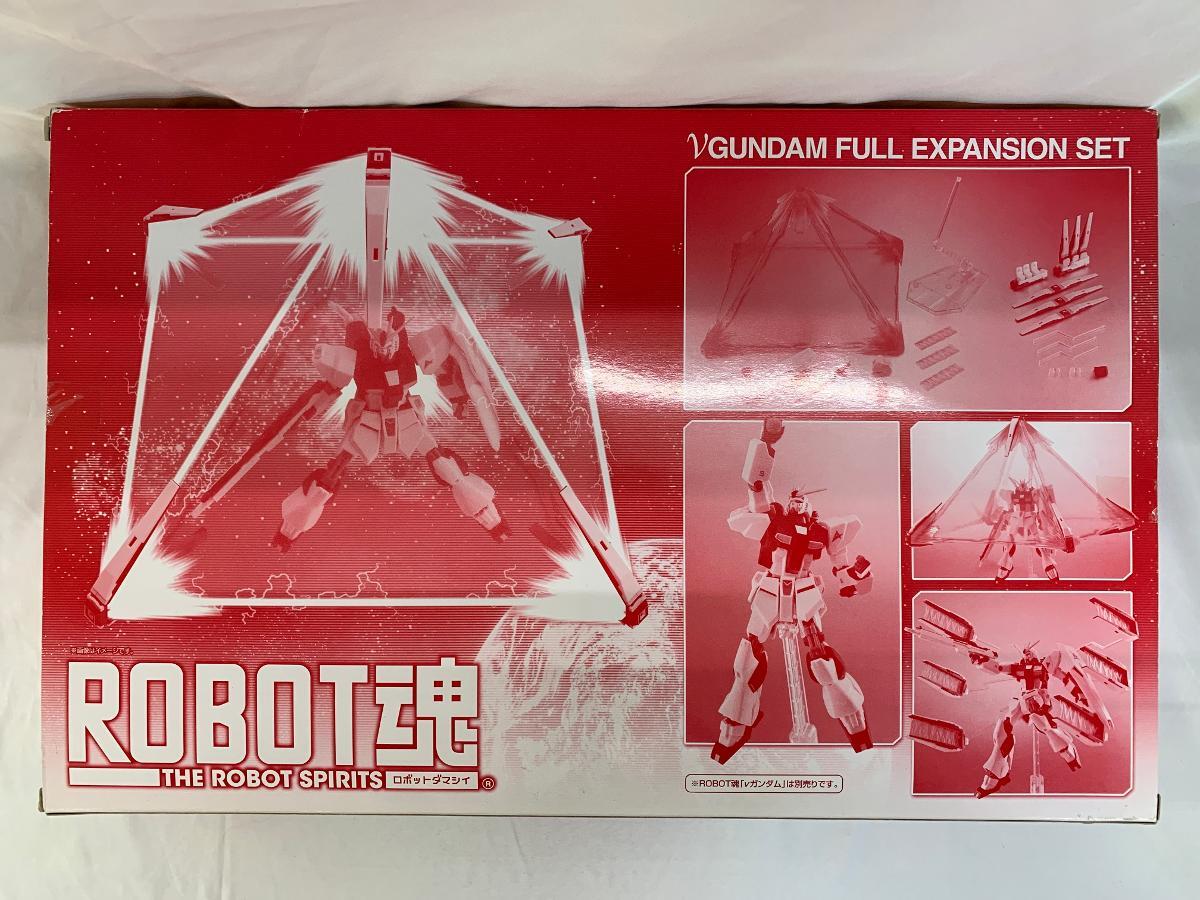 νGUNDAM FULL EXPANSION SET
※画像はイメージです。
ROBOT魂
THE ROBOT SPIRITS
ロボットダマシイ
®
※ROBOT魂「νガンダム」は別売りです。